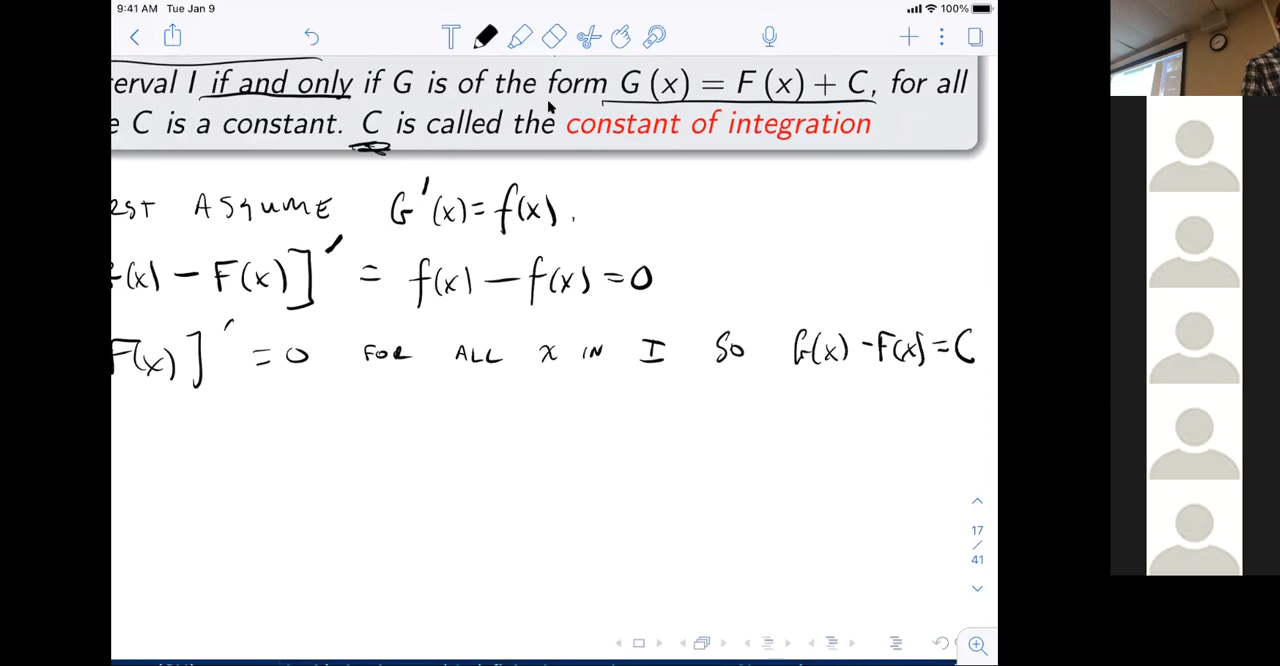 9:41 AM Tue Jan 9 100%
erval I if and only if G is of the form G (x) = F (x) + C, for all
e C is a constant. C is called the constant of integration
EST ASSUME G'(x) = f(x).
(x) - F(x)]' = f(x) - f(x) = 0
F(x)]' = 0 FOR ALL x IN I SO G(x) - F(x) = C
17
/
41